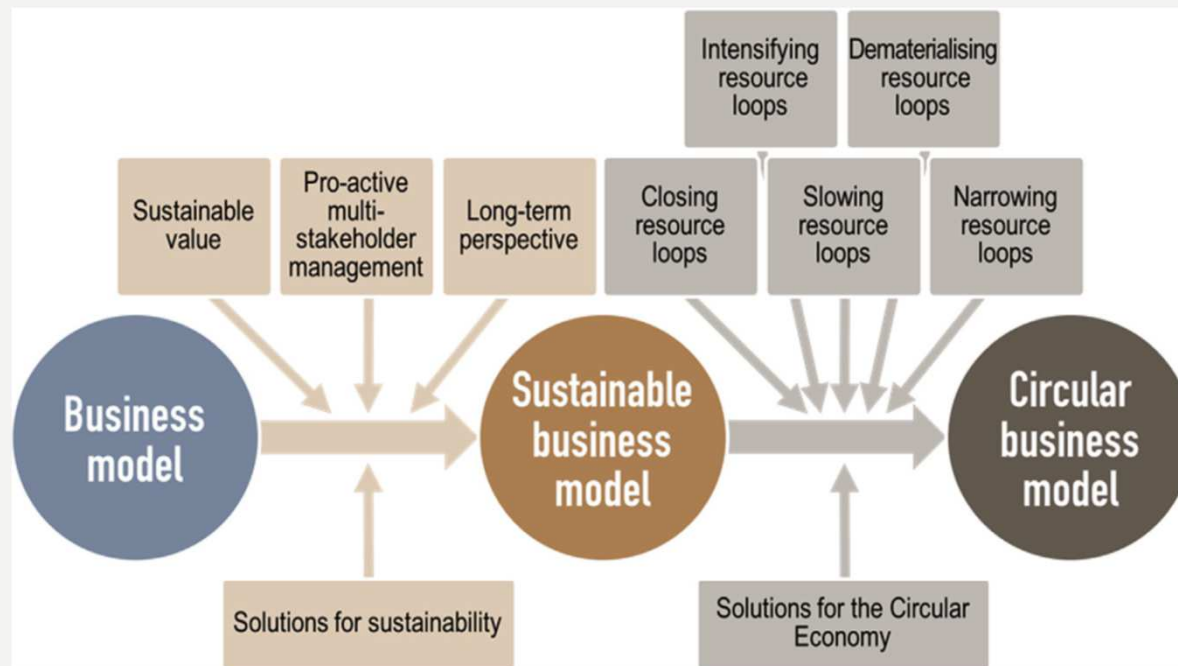 Intensifying
resource
loops
Dematerialising
resource
loops
Sustainable
value
Pro-active
multi-
stakeholder
management
Long-term
perspective
Closing
resource
loops
Slowing
resource
loops
Narrowing
resource
loops
Business
model
Sustainable
business
model
Circular
business
model
Solutions for sustainability
Solutions for the Circular
Economy